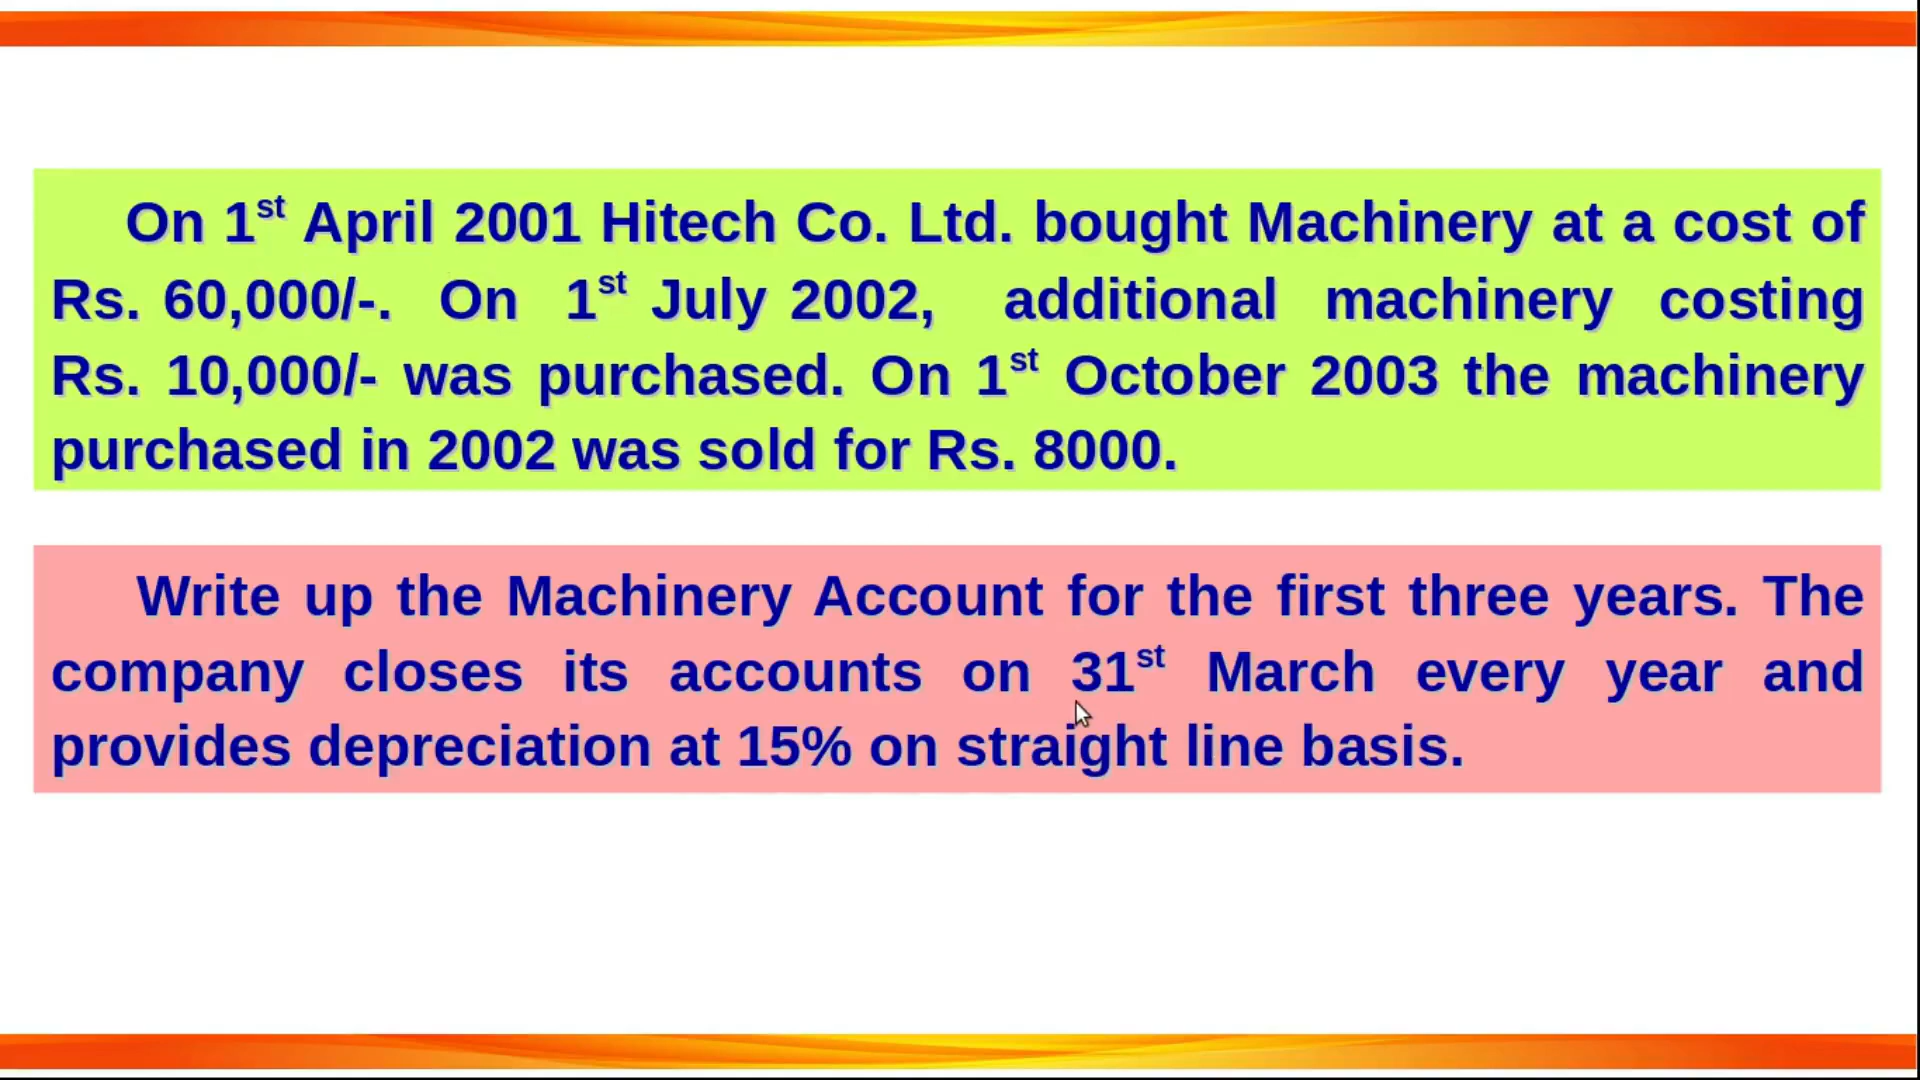 On 1st April 2001 Hitech Co. Ltd. bought Machinery at a cost of
Rs. 60,000/-. On 1st July 2002, additional machinery costing
Rs. 10,000/- was purchased. On 1st October 2003 the machinery
purchased in 2002 was sold for Rs. 8000.
Write up the Machinery Account for the first three years. The
company closes its accounts on 31st March every year and
provides depreciation at 15% on straight line basis.